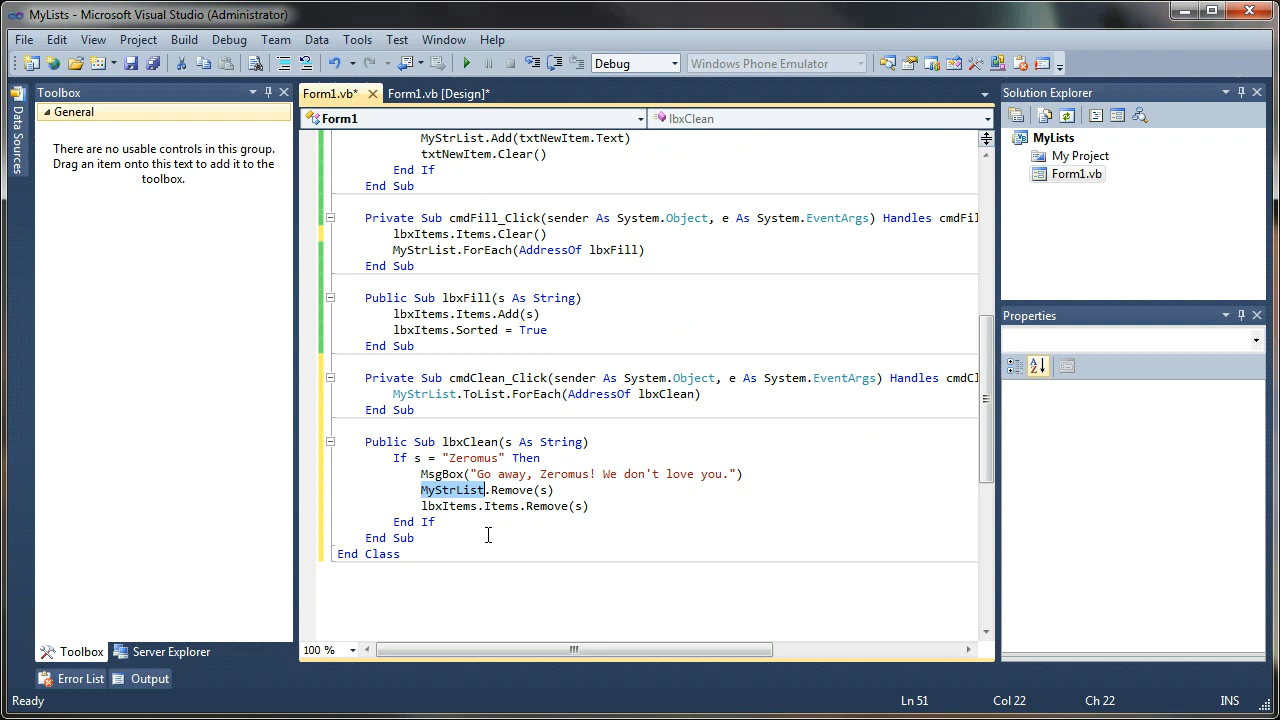 MyLists - Microsoft Visual Studio (Administrator)
File Edit View Project Build Debug Team Data Tools Test Window Help
Debug Windows Phone Emulator
Data Sources
Toolbox
General
There are no usable controls in this group.
Drag an item onto this text to add it to the
toolbox.
Form1.vb* Form1.vb [Design]*
Form1 lbxClean
MyStrList.Add(txtNewItem.Text)
txtNewItem.Clear()
End If
End Sub
Private Sub cmdFill_Click(sender As System.Object, e As System.EventArgs) Handles cmdFil
lbxItems.Items.Clear()
MyStrList.ForEach(AddressOf lbxFill)
End Sub
Public Sub lbxFill(s As String)
lbxItems.Items.Add(s)
lbxItems.Sorted = True
End Sub
Private Sub cmdClean_Click(sender As System.Object, e As System.EventArgs) Handles cmdCl
MyStrList.ToList.ForEach(AddressOf lbxClean)
End Sub
Public Sub lbxClean(s As String)
If s = "Zeromus" Then
MsgBox("Go away, Zeromus! We don't love you.")
MyStrList.Remove(s)
lbxItems.Items.Remove(s)
End If
End Sub
End Class
100 %
Solution Explorer
MyLists
My Project
Form1.vb
Properties
Toolbox Server Explorer
Error List Output
Ready Ln 51 Col 22 Ch 22 INS